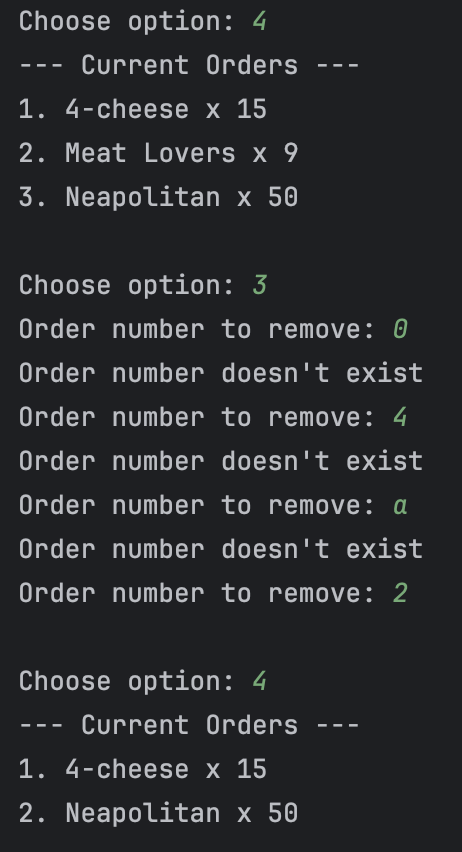 Choose option: 4
--- Current Orders ---
1. 4-cheese x 15
2. Meat Lovers x 9
3. Neapolitan x 50

Choose option: 3
Order number to remove: 0
Order number doesn't exist
Order number to remove: 4
Order number doesn't exist
Order number to remove: a
Order number doesn't exist
Order number to remove: 2

Choose option: 4
--- Current Orders ---
1. 4-cheese x 15
2. Neapolitan x 50